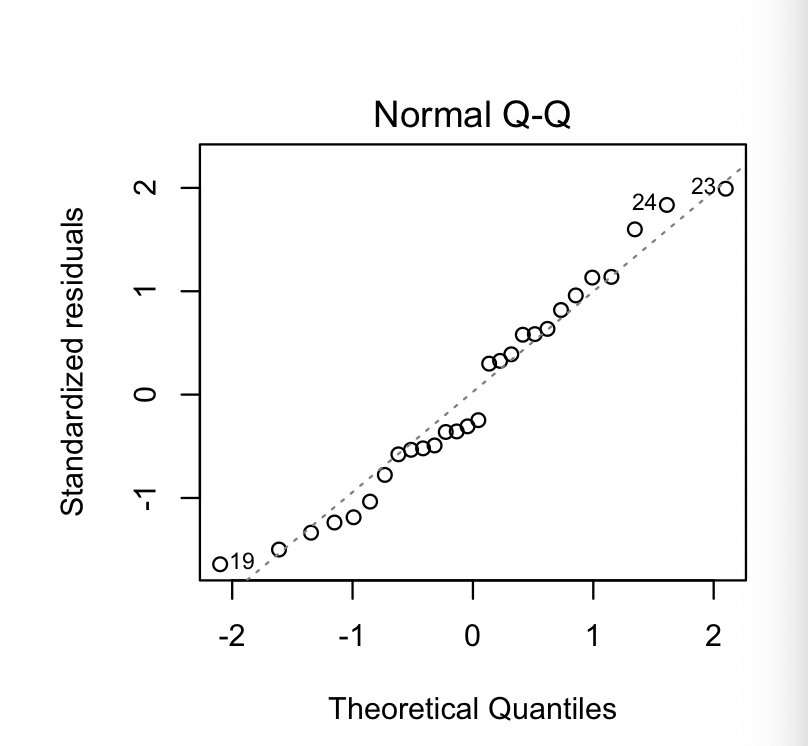 Normal Q-Q
Standardized residuals
2
1
0
-1
23
24
19
-2 -1 0 1 2
Theoretical Quantiles